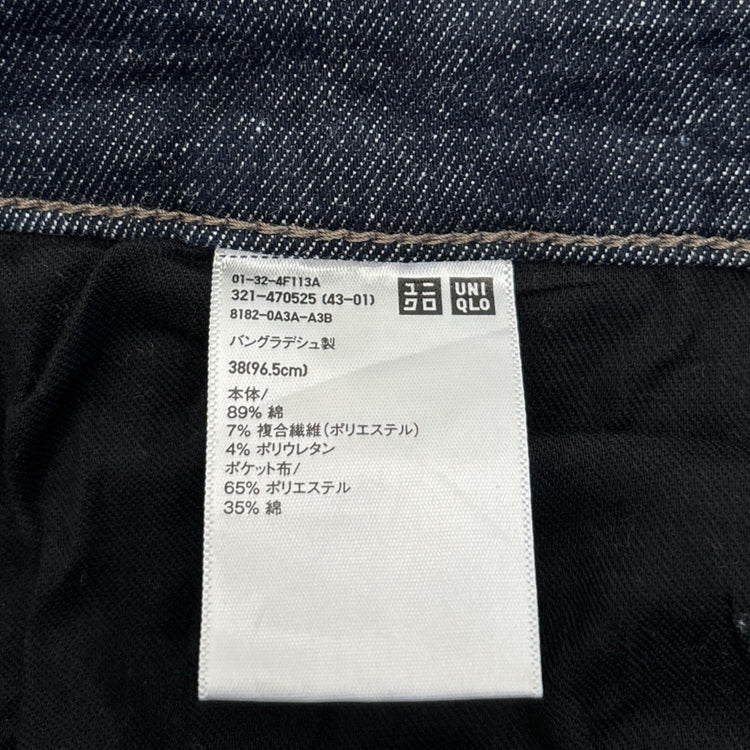 01-32-4F113A
321-470525 (43-01)
8182-0A3A-A3B
ユニクロ
UNIQLO
バングラデシュ製
38(96.5cm)
本体/
89% 綿
7% 複合繊維(ポリエステル)
4% ポリウレタン
ポケット布/
65% ポリエステル
35% 綿